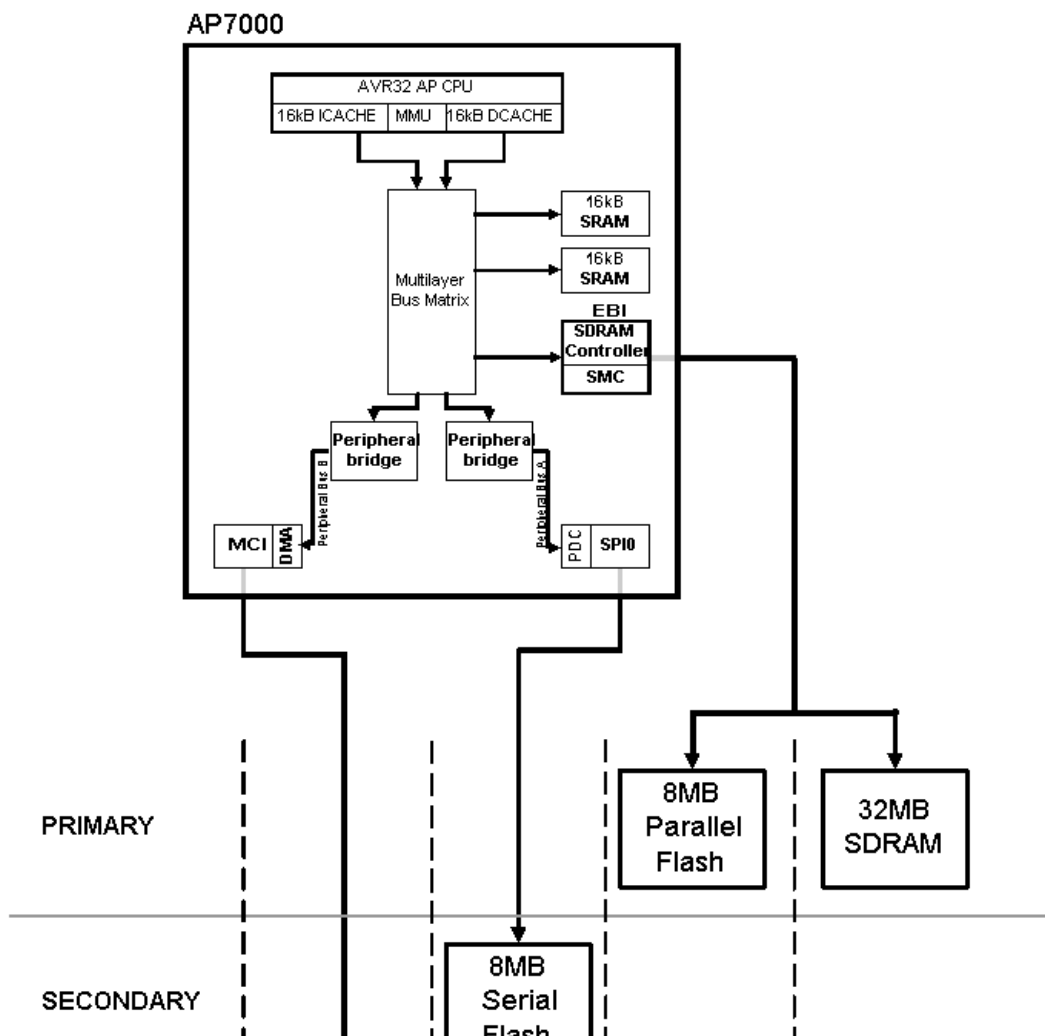 AP7000
AVR32 AP CPU
16kB ICACHE
MMU
16kB DCACHE
16kB
SRAM
16kB
SRAM
Multilayer
Bus Matrix
EBI
SDRAM
Controller
SMC
Peripheral
bridge
Peripheral
bridge
Peripheral Bus B
Peripheral Bus A
MCI
DMA
PDC
SPI0
PRIMARY
8MB
Parallel
Flash
32MB
SDRAM
SECONDARY
8MB
Serial
Flash